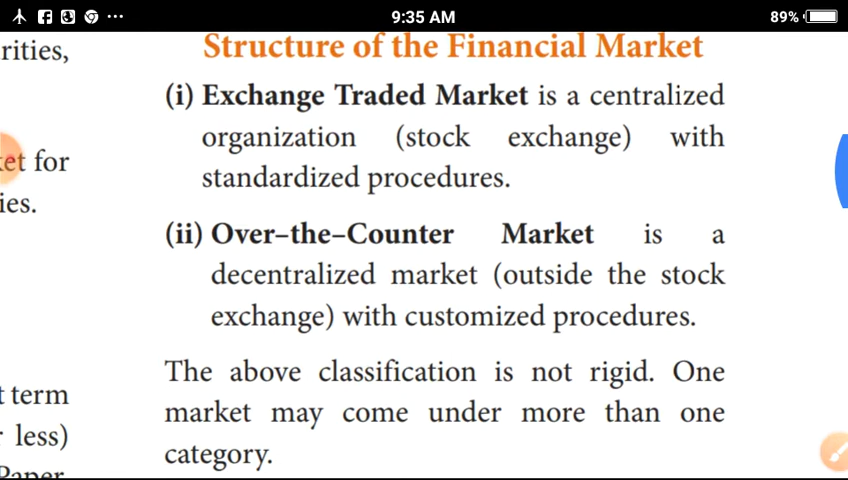 9:35 AM
89%
rities,
et for
ies.
t term
less)
Paper
Structure of the Financial Market
(i) Exchange Traded Market is a centralized
organization (stock exchange) with
standardized procedures.
(ii) Over–the–Counter Market is a
decentralized market (outside the stock
exchange) with customized procedures.
The above classification is not rigid. One
market may come under more than one
category.